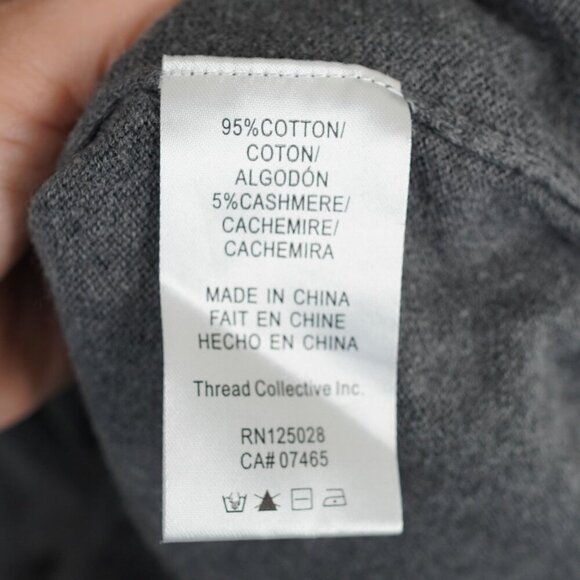 95%COTTON/
COTON/
ALGODÓN
5%CASHMERE/
CACHEMIRE/
CACHEMIRA
MADE IN CHINA
FAIT EN CHINE
HECHO EN CHINA
Thread Collective Inc.
RN125028
CA# 07465